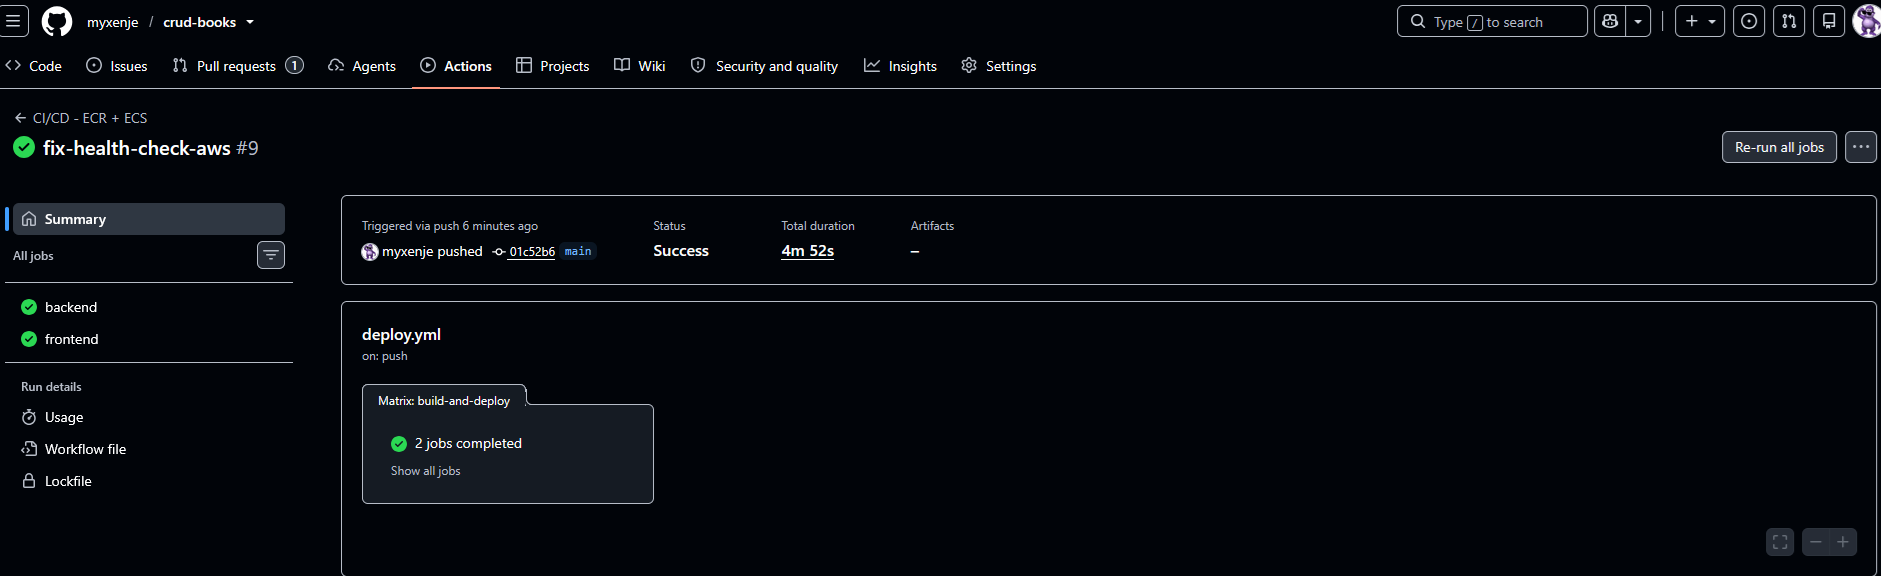 myxenje / crud-books
Type / to search
Code
Issues
Pull requests 1
Agents
Actions
Projects
Wiki
Security and quality
Insights
Settings
← CI/CD - ECR + ECS
fix-health-check-aws #9
Re-run all jobs
Summary
All jobs
backend
frontend
Run details
Usage
Workflow file
Lockfile
Triggered via push 6 minutes ago
myxenje pushed 01c52b6 main
Status
Success
Total duration
4m 52s
Artifacts
–
deploy.yml
on: push
Matrix: build-and-deploy
2 jobs completed
Show all jobs